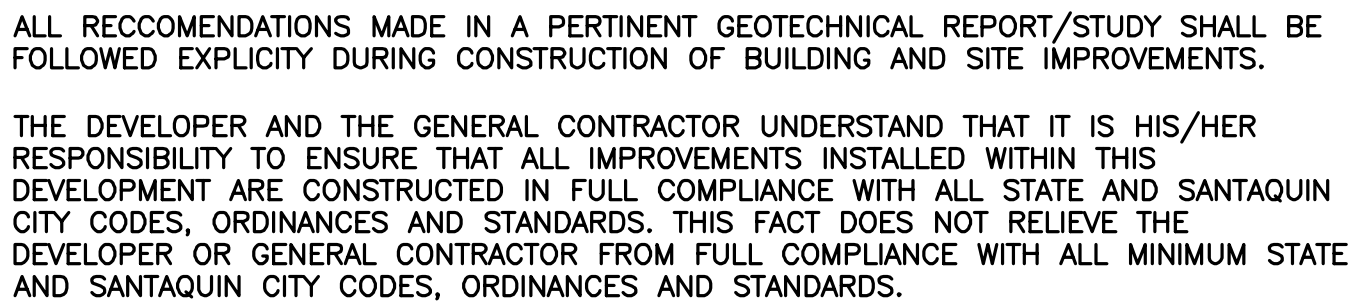 ALL RECCOMENDATIONS MADE IN A PERTINENT GEOTECHNICAL REPORT/STUDY SHALL BE
FOLLOWED EXPLICITY DURING CONSTRUCTION OF BUILDING AND SITE IMPROVEMENTS.
THE DEVELOPER AND THE GENERAL CONTRACTOR UNDERSTAND THAT IT IS HIS/HER
RESPONSIBILITY TO ENSURE THAT ALL IMPROVEMENTS INSTALLED WITHIN THIS
DEVELOPMENT ARE CONSTRUCTED IN FULL COMPLIANCE WITH ALL STATE AND SANTAQUIN
CITY CODES, ORDINANCES AND STANDARDS. THIS FACT DOES NOT RELIEVE THE
DEVELOPER OR GENERAL CONTRACTOR FROM FULL COMPLIANCE WITH ALL MINIMUM STATE
AND SANTAQUIN CITY CODES, ORDINANCES AND STANDARDS.